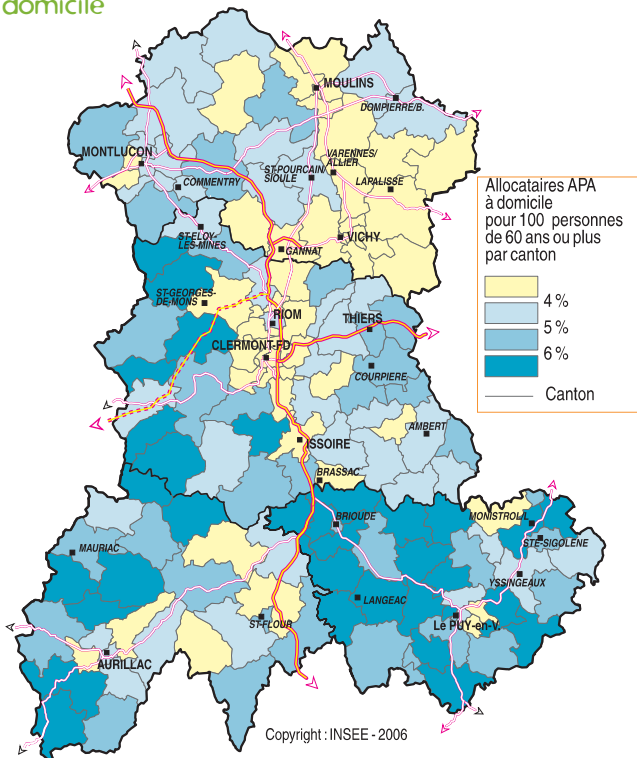 domicile
MOULINS
DOMPIERRE/B.
MONTLUCON
VARENNES/
ALLIER
ST-POURCAIN/
SIOULE
LAPALISSE
COMMENTRY
ST-ELOY-
LES-MINES
VICHY
GANNAT
ST-GEORGES-
DE-MONS
RIOM
THIERS
CLERMONT-FD
COURPIERE
AMBERT
ISSOIRE
BRASSAC
BRIOUDE
MONISTROL/L
STE-SIGOLENE
MAURIAC
YSSINGEAUX
LANGEAC
ST-FLOUR
Le PUY-en-V.
AURILLAC
Allocataires APA
à domicile
pour 100 personnes
de 60 ans ou plus
par canton
4 %
5 %
6 %
Canton
Copyright : INSEE - 2006